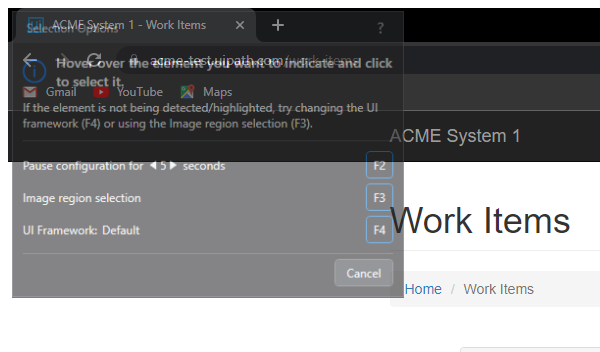 ACME System 1 - Work Items
Selection Options
?
Hover over the element you want to indicate and click
to select it.
acme-test.uipath.com/work-items
Gmail YouTube Maps
If the element is not being detected/highlighted, try changing the UI
framework (F4) or using the Image region selection (F3).
ACME System 1
Pause configuration for 5 seconds F2
Image region selection F3
UI Framework: Default F4
Work Items
Cancel
Home / Work Items